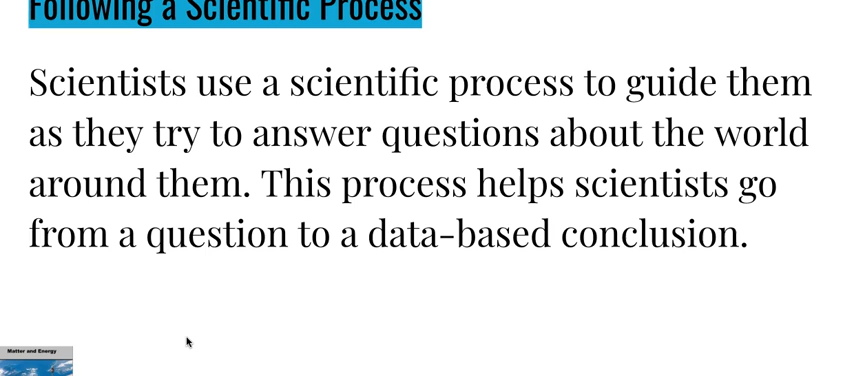 Following a Scientific Process
Scientists use a scientific process to guide them
as they try to answer questions about the world
around them. This process helps scientists go
from a question to a data-based conclusion.
Matter and Energy